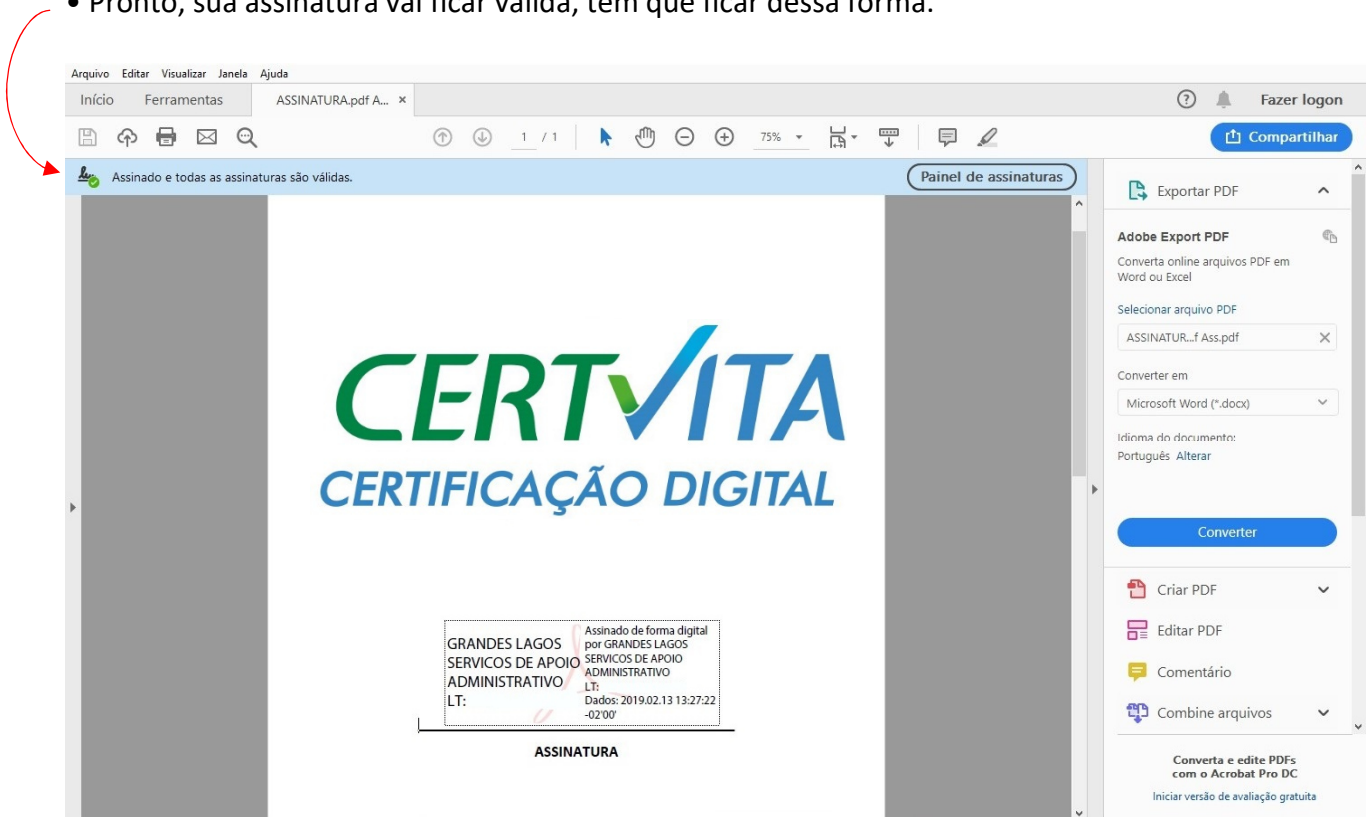 • Pronto, sua assinatura vai ficar válida, tem que ficar dessa forma.
Arquivo Editar Visualizar Janela Ajuda
Início Ferramentas ASSINATURA.pdf A... × ? Fazer logon
1 / 1 75% Compartilhar
Assinado e todas as assinaturas são válidas. Painel de assinaturas
Exportar PDF
Adobe Export PDF
Converta online arquivos PDF em
Word ou Excel
Selecionar arquivo PDF
ASSINATUR...f Ass.pdf
Converter em
Microsoft Word (*.docx)
Idioma do documento:
Português Alterar
Converter
Criar PDF
Editar PDF
Comentário
Combine arquivos
Converta e edite PDFs
com o Acrobat Pro DC
Iniciar versão de avaliação gratuita
CERTVITA
CERTIFICAÇÃO DIGITAL
GRANDES LAGOS
SERVICOS DE APOIO
ADMINISTRATIVO
LT:
Assinado de forma digital
por GRANDES LAGOS
SERVICOS DE APOIO
ADMINISTRATIVO
LT:
Dados: 2019.02.13 13:27:22
-02'00'
ASSINATURA